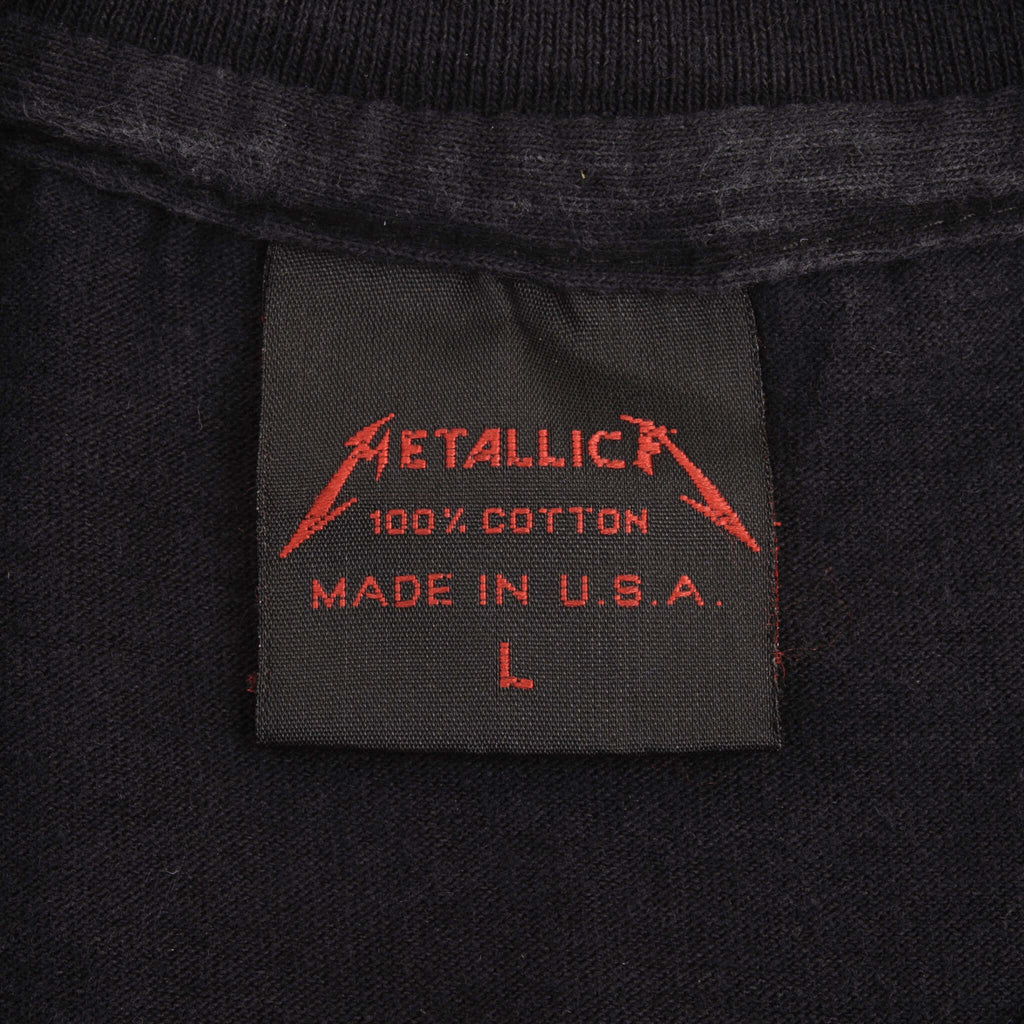 METALLICA
100% COTTON
MADE IN U.S.A.
L